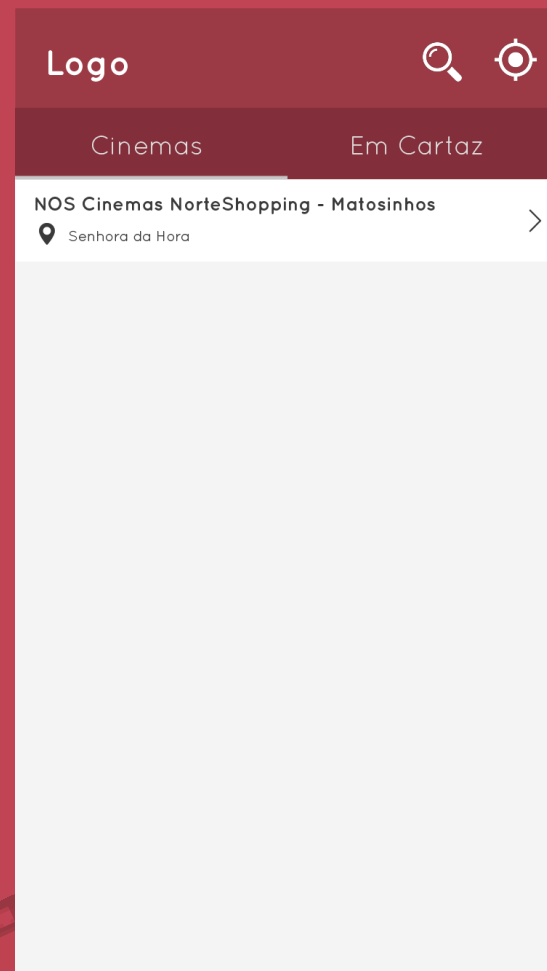 Logo
Cinemas
Em Cartaz
NOS Cinemas NorteShopping - Matosinhos
Senhora da Hora